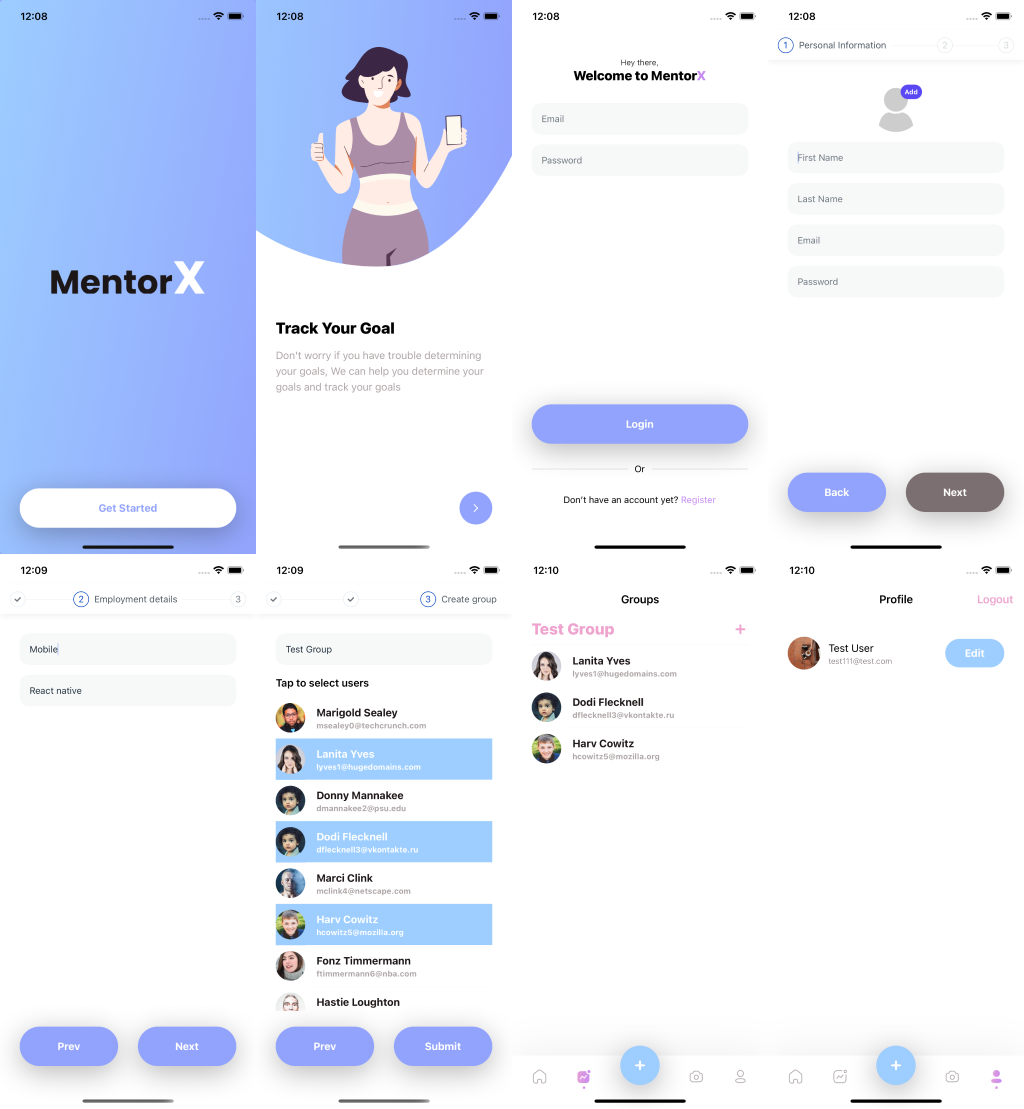 12:08
MentorX
Get Started
12:08
Track Your Goal
Don't worry if you have trouble determining
your goals, We can help you determine your
goals and track your goals
12:08
Hey there,
Welcome to MentorX
Email
Password
Login
Or
Don't have an account yet? Register
12:08
1 Personal Information 2 3
Add
First Name
Last Name
Email
Password
Back Next
12:09
2 Employment details 3
Mobile
React native
Prev Next
12:09
3 Create group
Test Group
Tap to select users
Marigold Sealey
msealey0@techcrunch.com
Lanita Yves
lyves1@hugedomains.com
Donny Mannakee
dmannakee2@psu.edu
Dodi Flecknell
dflecknell3@vkontakte.ru
Marci Clink
mclink4@netscape.com
Harv Cowitz
hcowitz5@mozilla.org
Fonz Timmermann
ftimmermann6@nba.com
Hastie Loughton
Prev Submit
12:10
Groups
Test Group +
Lanita Yves
lyves1@hugedomains.com
Dodi Flecknell
dflecknell3@vkontakte.ru
Harv Cowitz
hcowitz5@mozilla.org
+
12:10
Profile Logout
Test User
test111@test.com
Edit
+